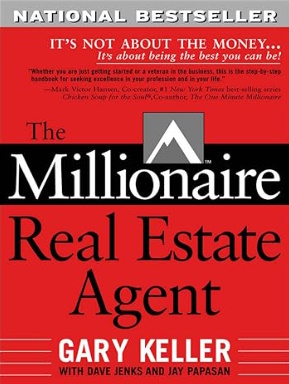 NATIONAL BESTSELLER
IT'S NOT ABOUT THE MONEY...
It's about being the best you can be!
"Whether you are just getting started or a veteran in the business, this is the step-by-step
handbook for seeking excellence in your profession and in your life."
—Mark Victor Hansen, Co-creator, #1 New York Times best-selling series
Chicken Soup for the Soul®, Co-author, The One Minute Millionaire
The
TM
Millionaire
Real Estate
Agent
GARY KELLER
WITH DAVE JENKS AND JAY PAPASAN